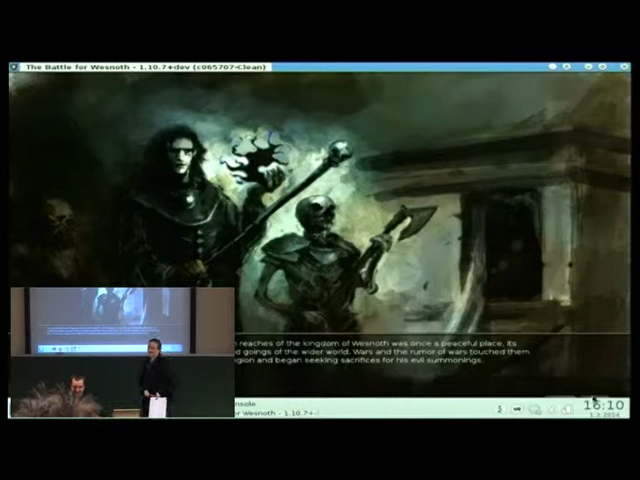 The Battle for Wesnoth - 1.10.7+dev (c065707-Clean)
reaches of the kingdom of Wesnoth was once a peaceful place, its
d goings of the wider world. Wars and the rumor of wars touched them
gion and began seeking sacrifices for his evil summonings.
nsole
or Wesnoth - 1.10.7+
16:10